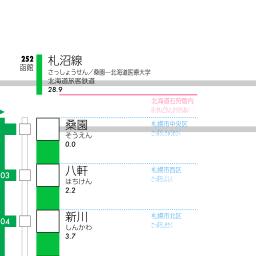 252
函館
札沼線
さっしょうせん／桑園―北海道医療大学
北海道旅客鉄道
28.9
北海道石狩管内
桑園
そうえん
0.0
札幌市中央区
03
八軒
はちけん
2.2
札幌市西区
04
新川
しんかわ
3.7
札幌市北区